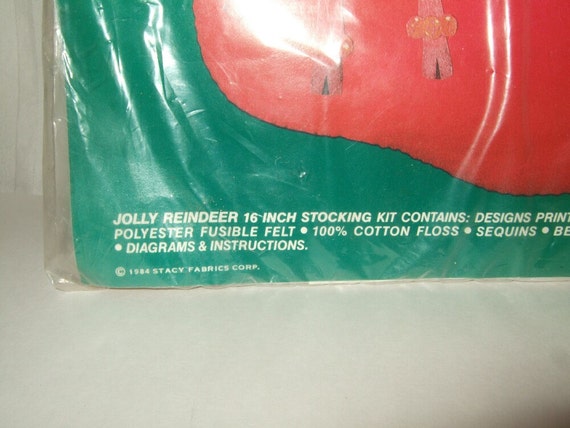 JOLLY REINDEER 16 INCH STOCKING KIT CONTAINS: DESIGNS PRINT
POLYESTER FUSIBLE FELT • 100% COTTON FLOSS • SEQUINS • BE
• DIAGRAMS & INSTRUCTIONS.
© 1984 STACY FABRICS CORP.